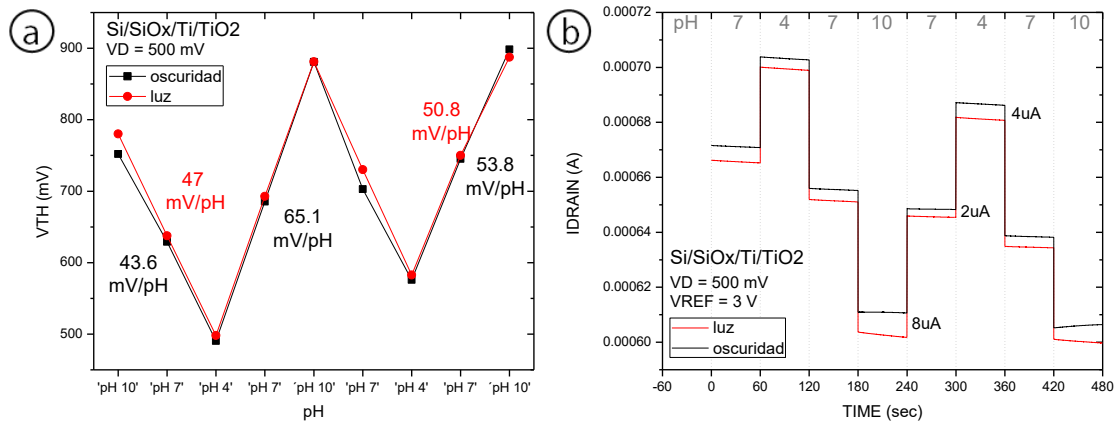 a
Si/SiOx/Ti/TiO2
VD = 500 mV
oscuridad
luz
900
800
700
600
500
VTH (mV)
47
mV/pH
43.6
mV/pH
65.1
mV/pH
50.8
mV/pH
53.8
mV/pH
'pH 10' 'pH 7' 'pH 4' 'pH 7' ´pH 10' 'pH 7' 'pH 4' 'pH 7' ´pH 10'
pH
b
pH 7 4 7 10 7 4 7 10
0.00072
0.00070
0.00068
0.00066
0.00064
0.00062
0.00060
IDRAIN (A)
4uA
2uA
8uA
Si/SiOx/Ti/TiO2
VD = 500 mV
VREF = 3 V
luz
oscuridad
-60 0 60 120 180 240 300 360 420 480
TIME (sec)